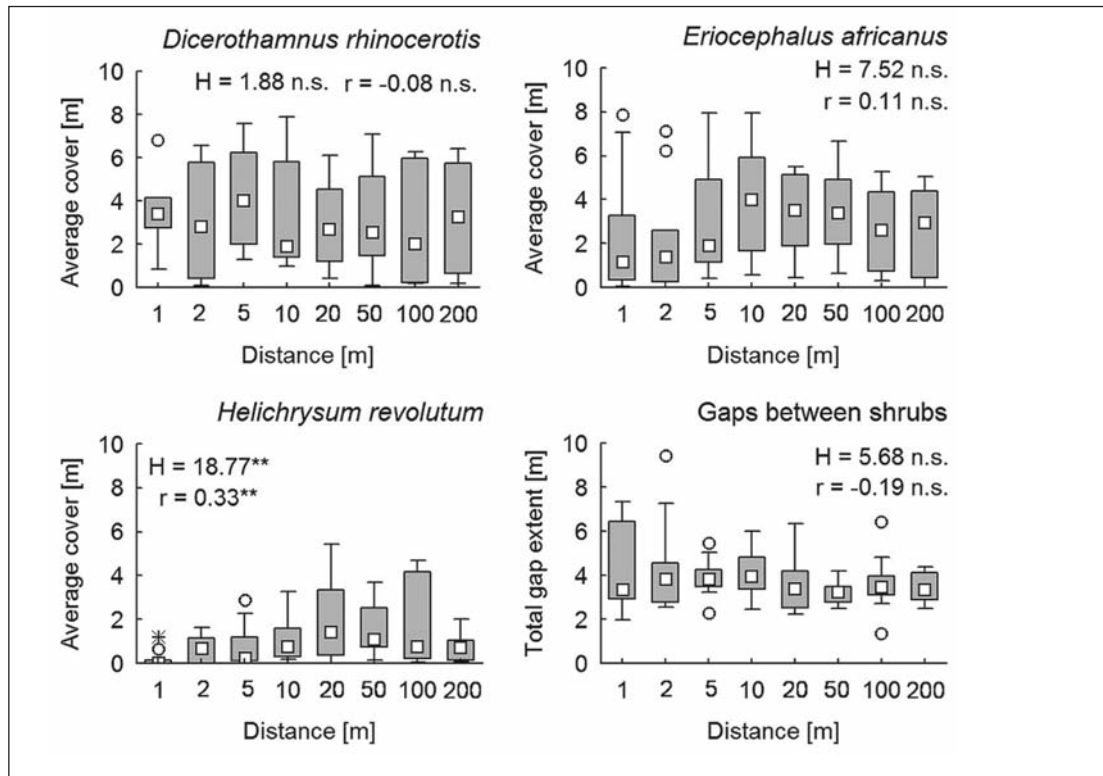 Dicerothamnus rhinocerotis
H = 1.88 n.s. r = -0.08 n.s.
Average cover [m]
10
8
6
4
2
0
1 2 5 10 20 50 100 200
Distance [m]
Eriocephalus africanus
H = 7.52 n.s.
r = 0.11 n.s.
Average cover [m]
10
8
6
4
2
0
1 2 5 10 20 50 100 200
Distance [m]
Helichrysum revolutum
H = 18.77**
r = 0.33**
Average cover [m]
10
8
6
4
2
0
1 2 5 10 20 50 100 200
Distance [m]
Gaps between shrubs
H = 5.68 n.s.
r = -0.19 n.s.
Total gap extent [m]
10
8
6
4
2
0
1 2 5 10 20 50 100 200
Distance [m]